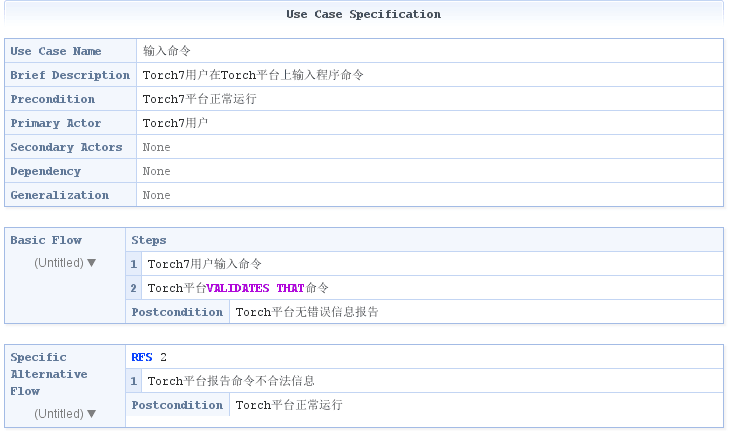 Use Case Specification
Use Case Name 输入命令
Brief Description Torch7用户在Torch平台上输入程序命令
Precondition Torch7平台正常运行
Primary Actor Torch7用户
Secondary Actors None
Dependency None
Generalization None
Basic Flow Steps
(Untitled) ▼
1 Torch7用户输入命令
2 Torch平台VALIDATES THAT命令
Postcondition Torch平台无错误信息报告
Specific Alternative Flow RFS 2
(Untitled) ▼
1 Torch平台报告命令不合法信息
Postcondition Torch平台正常运行